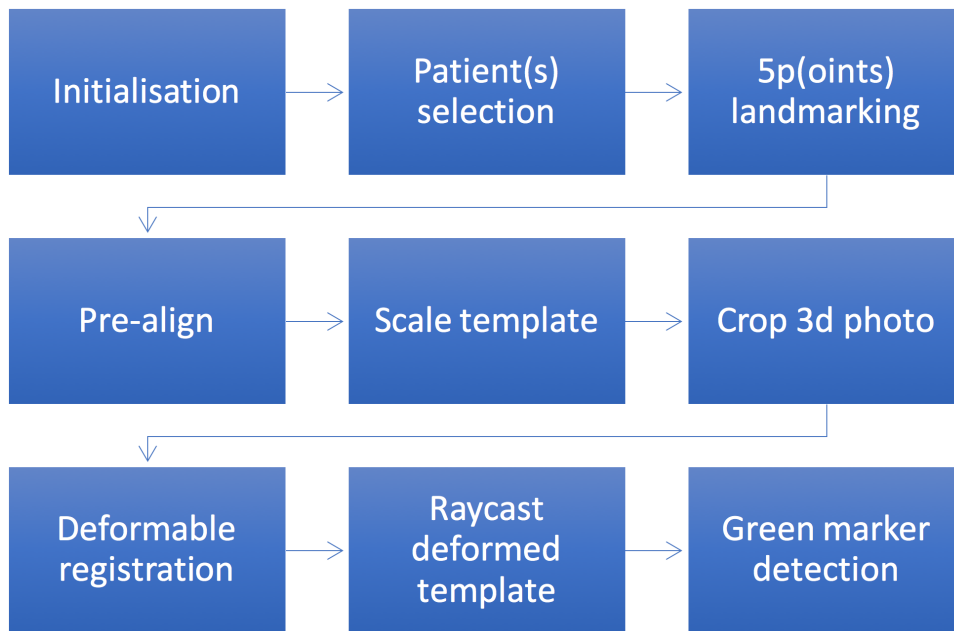 Initialisation
Patient(s)
selection
5p(oints)
landmarking
Pre-align
Scale template
Crop 3d photo
Deformable
registration
Raycast
deformed
template
Green marker
detection